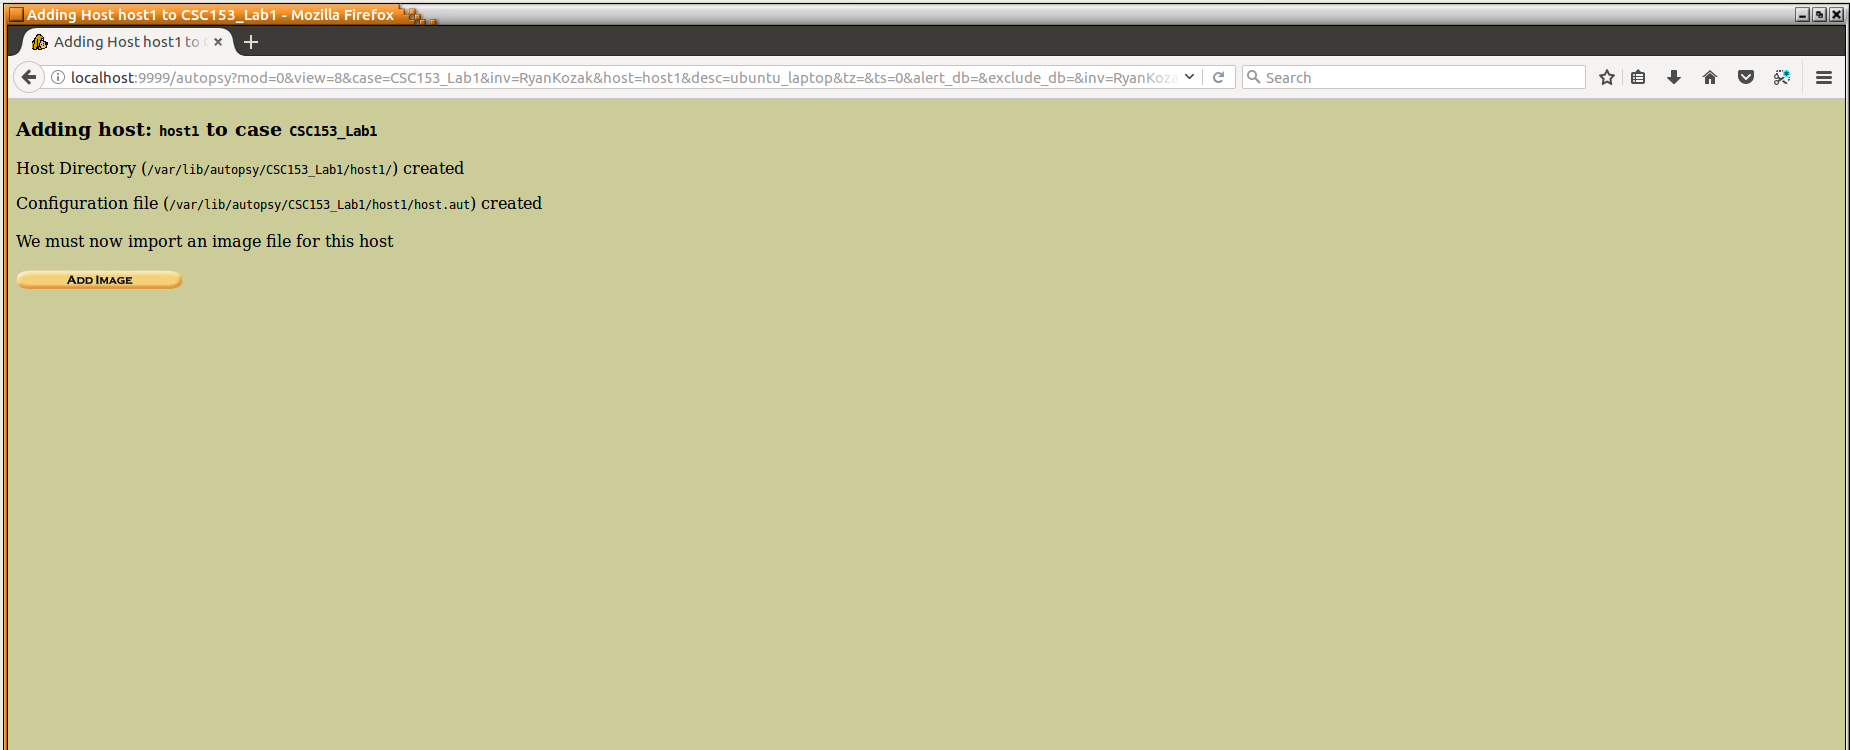 Adding Host host1 to CSC153_Lab1 - Mozilla Firefox
Adding Host host1 to
localhost:9999/autopsy?mod=0&view=8&case=CSC153_Lab1&inv=RyanKozak&host=host1&desc=ubuntu_laptop&tz=&ts=0&alert_db=&exclude_db=&inv=RyanKoza
Search
Adding host: host1 to case CSC153_Lab1
Host Directory (/var/lib/autopsy/CSC153_Lab1/host1/) created
Configuration file (/var/lib/autopsy/CSC153_Lab1/host1/host.aut) created
We must now import an image file for this host
ADD IMAGE